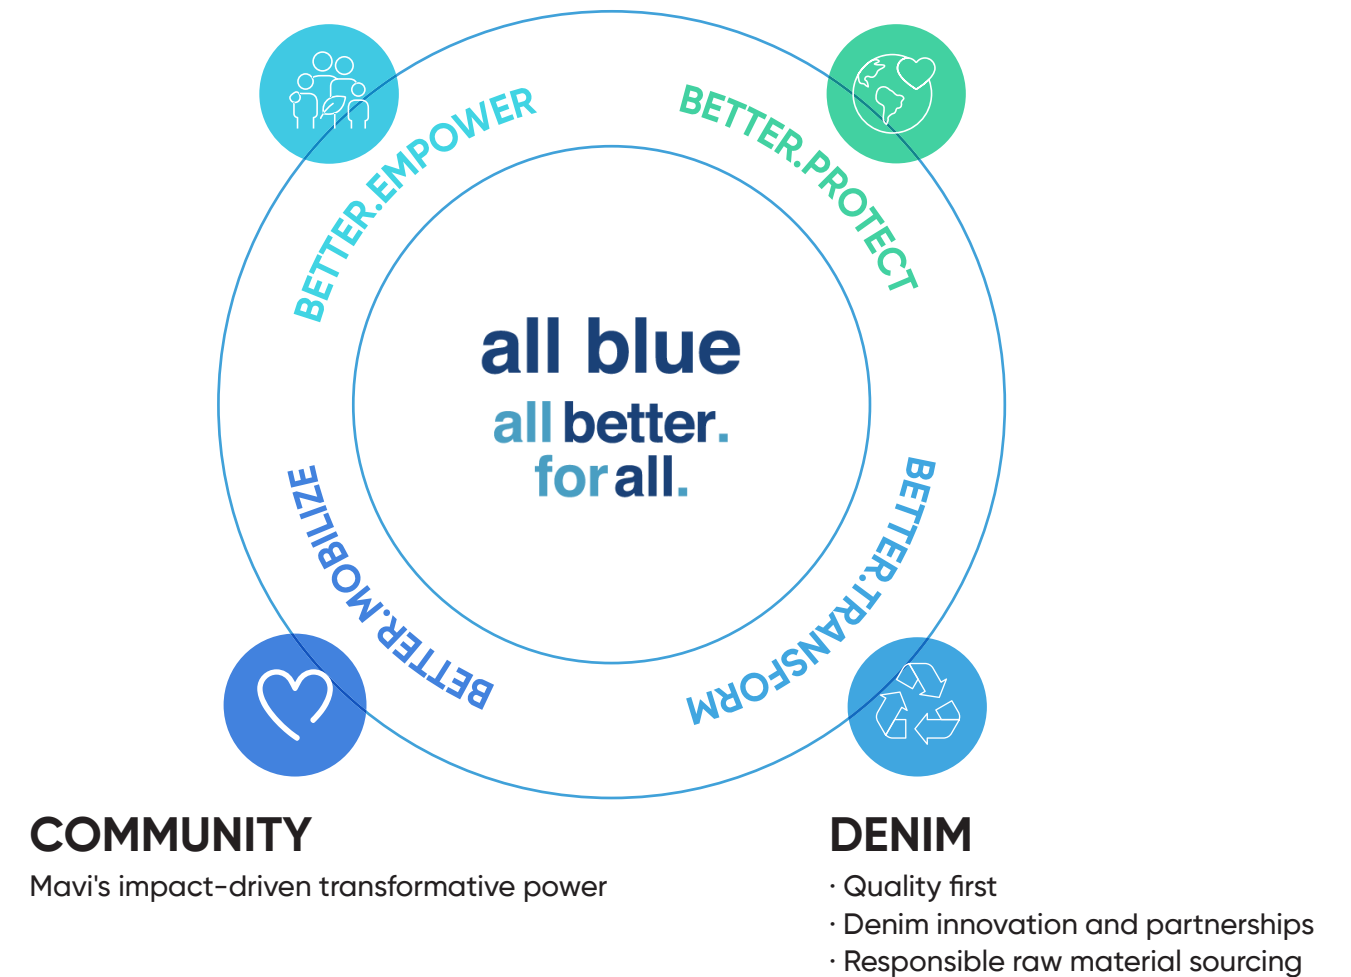 BETTER.EMPOWER
BETTER.PROTECT
all blue
all better.
for all.
BETTER.MOBILIZE
BETTER.TRANSFORM
COMMUNITY
Mavi's impact-driven transformative power
DENIM
· Quality first
· Denim innovation and partnerships
· Responsible raw material sourcing